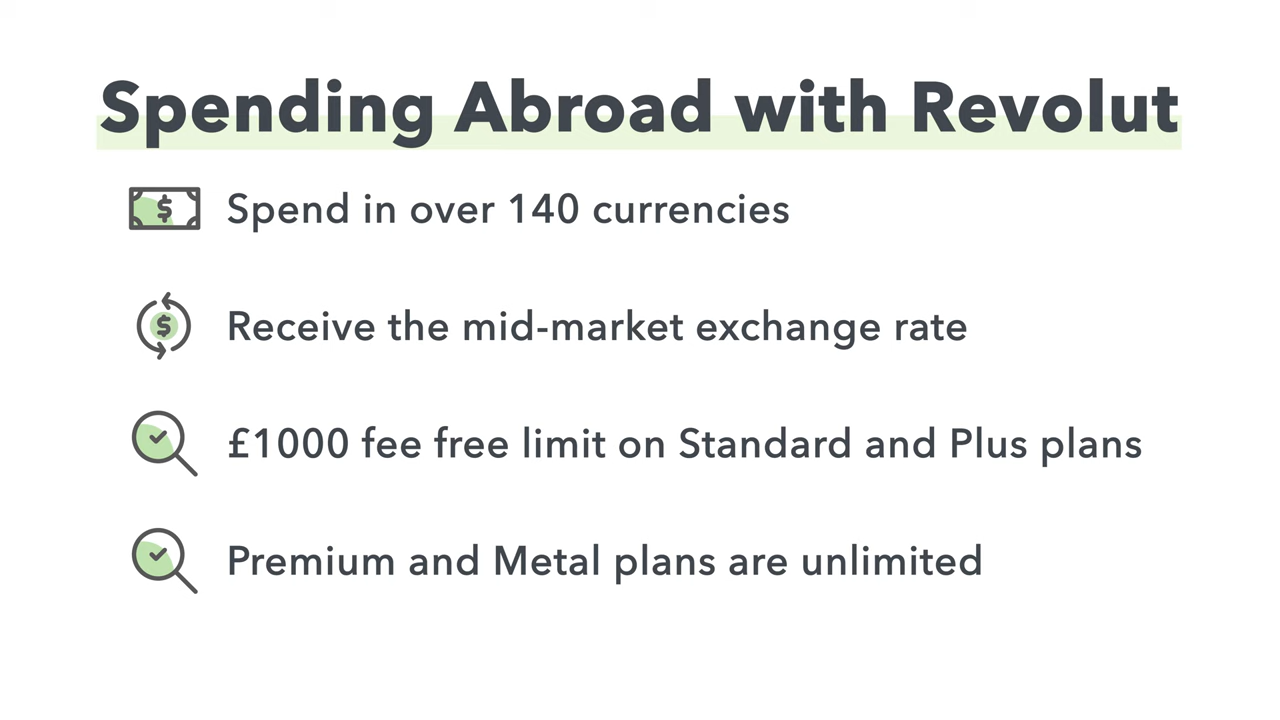 Spending Abroad with Revolut
Spend in over 140 currencies
Receive the mid-market exchange rate
£1000 fee free limit on Standard and Plus plans
Premium and Metal plans are unlimited